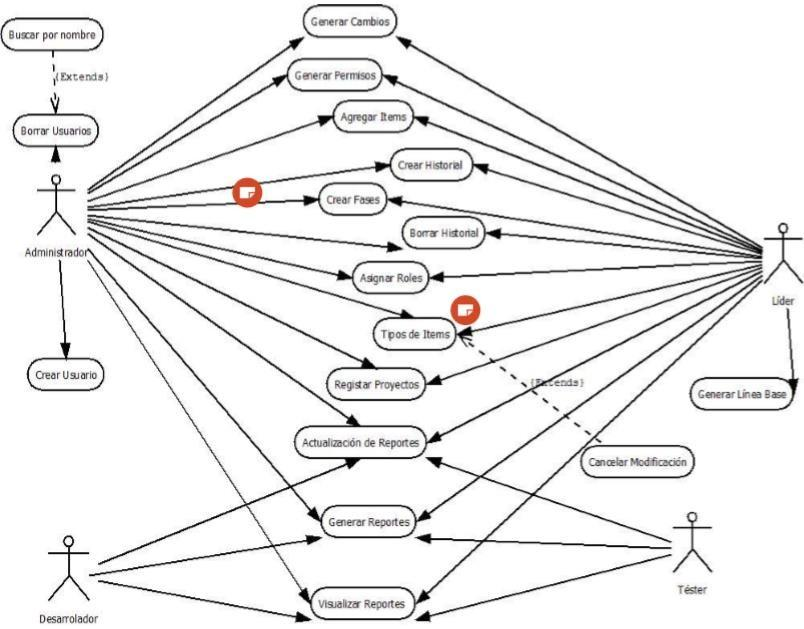 Generar Cambios
Buscar por nombre
Generar Permisos
{Extends}
Agregar Items
Borrar Usuarios
Crear Historial
Crear Fases
Borrar Historial
Administrador
Asignar Roles
Líder
Tipos de Items
Crear Usuario
Registar Proyectos
{Extends}
Generar Línea Base
Actualización de Reportes
Cancelar Modificación
Generar Reportes
Téster
Visualizar Reportes
Desarrolador